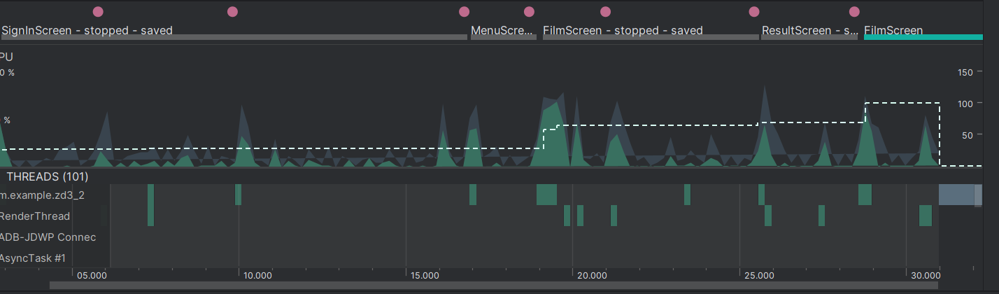 SignInScreen - stopped - saved MenuScre... FilmScreen - stopped - saved ResultScreen - s... FilmScreen
PU
0 % 150
% 100
50
THREADS (101)
m.example.zd3_2
RenderThread
ADB-JDWP Connec
AsyncTask #1
05.000 10.000 15.000 20.000 25.000 30.000